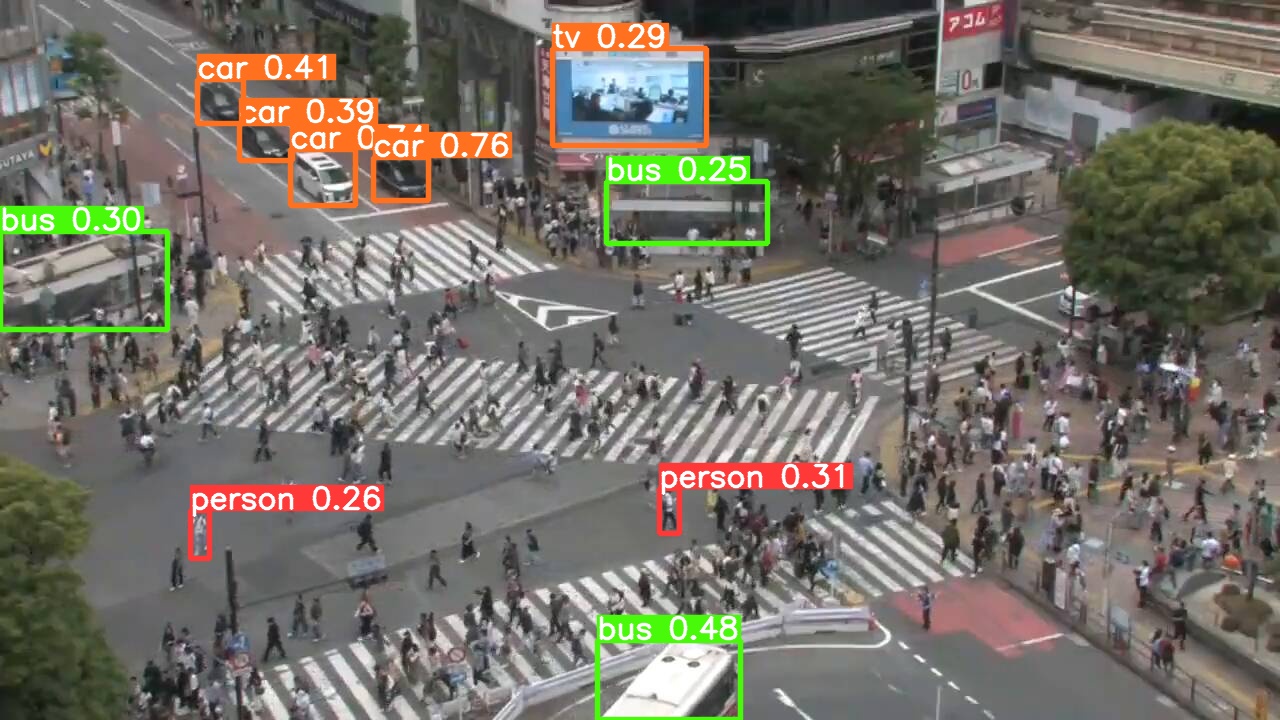 tv 0.29
アコム
car 0.41
car 0.39
car 0.74
car 0.76
bus 0.25
bus 0.30
person 0.31
person 0.26
bus 0.48